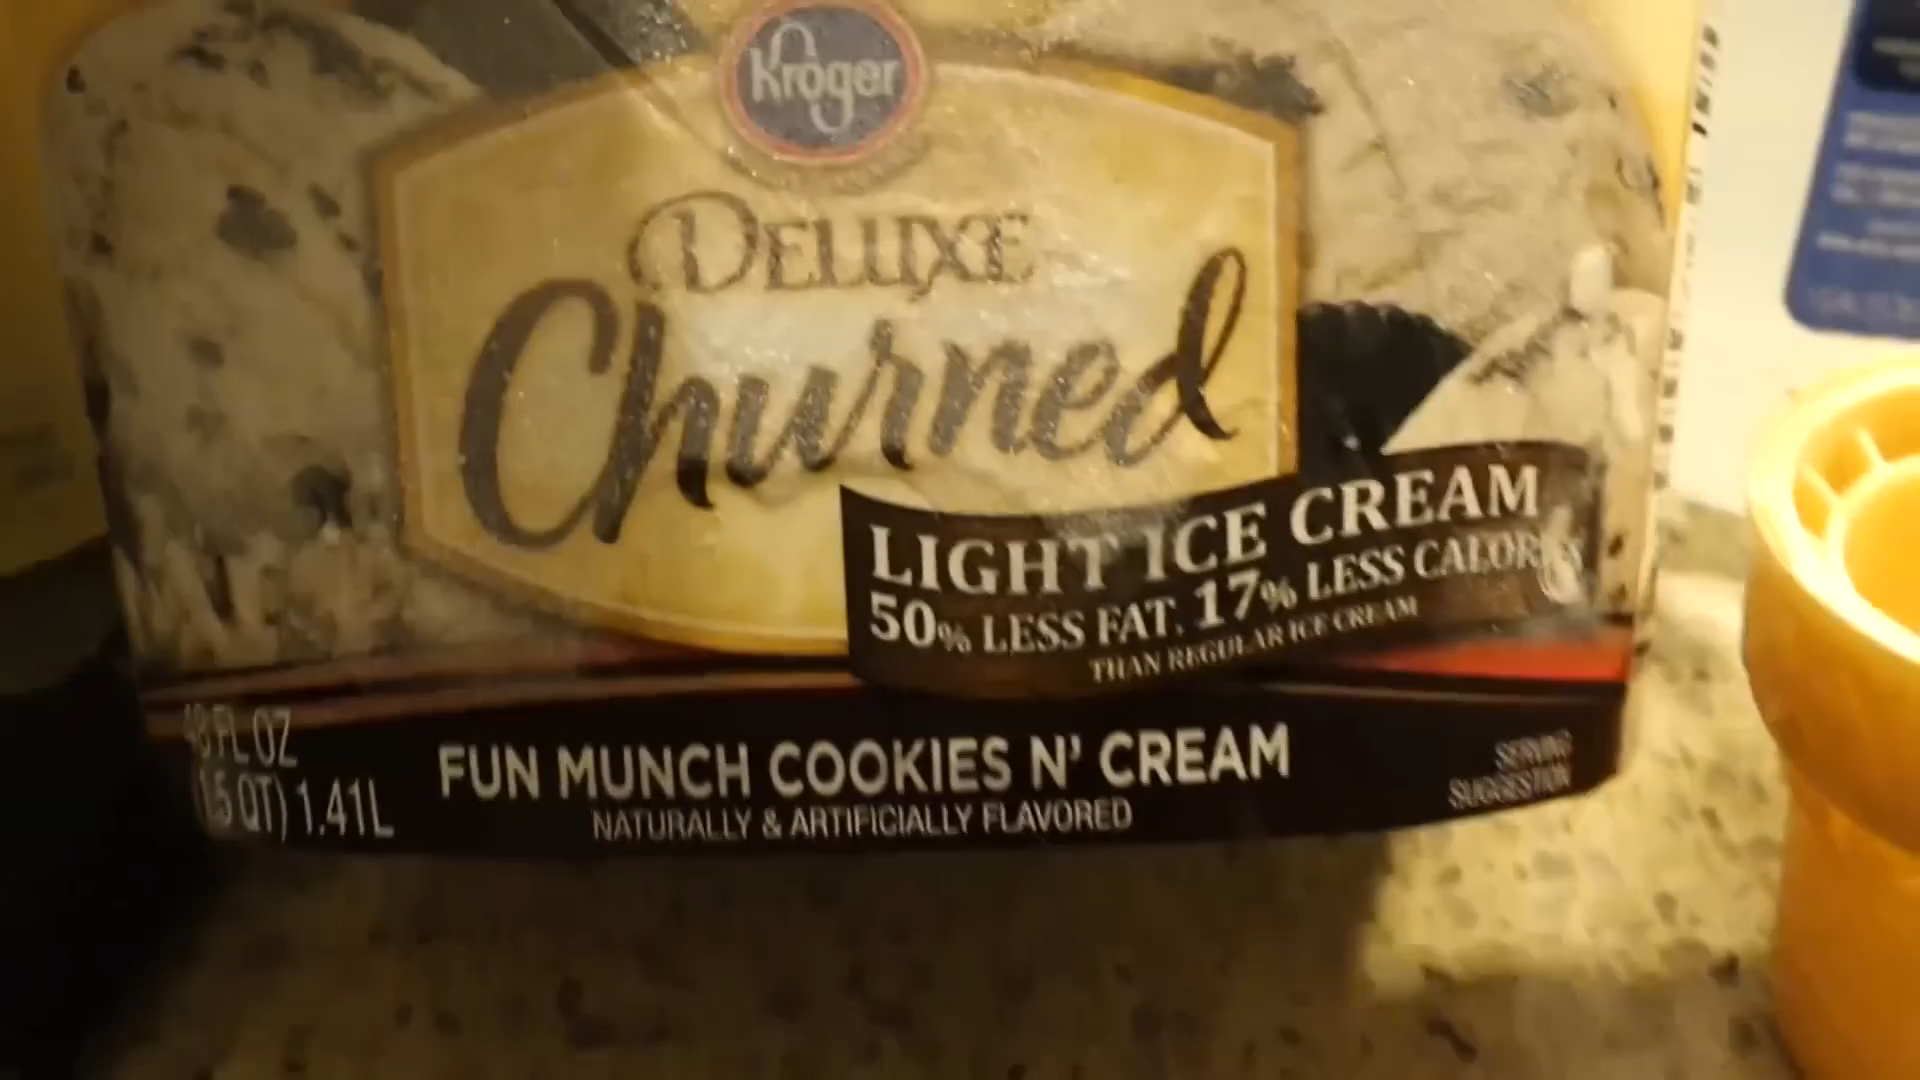 Kroger
DELUXE
Churned
LIGHT ICE CREAM
50% LESS FAT. 17% LESS CALORIES
THAN REGULAR ICE CREAM
48 FL OZ
(1.5 QT) 1.41L
FUN MUNCH COOKIES N' CREAM
NATURALLY & ARTIFICIALLY FLAVORED
SERVING
SUGGESTION